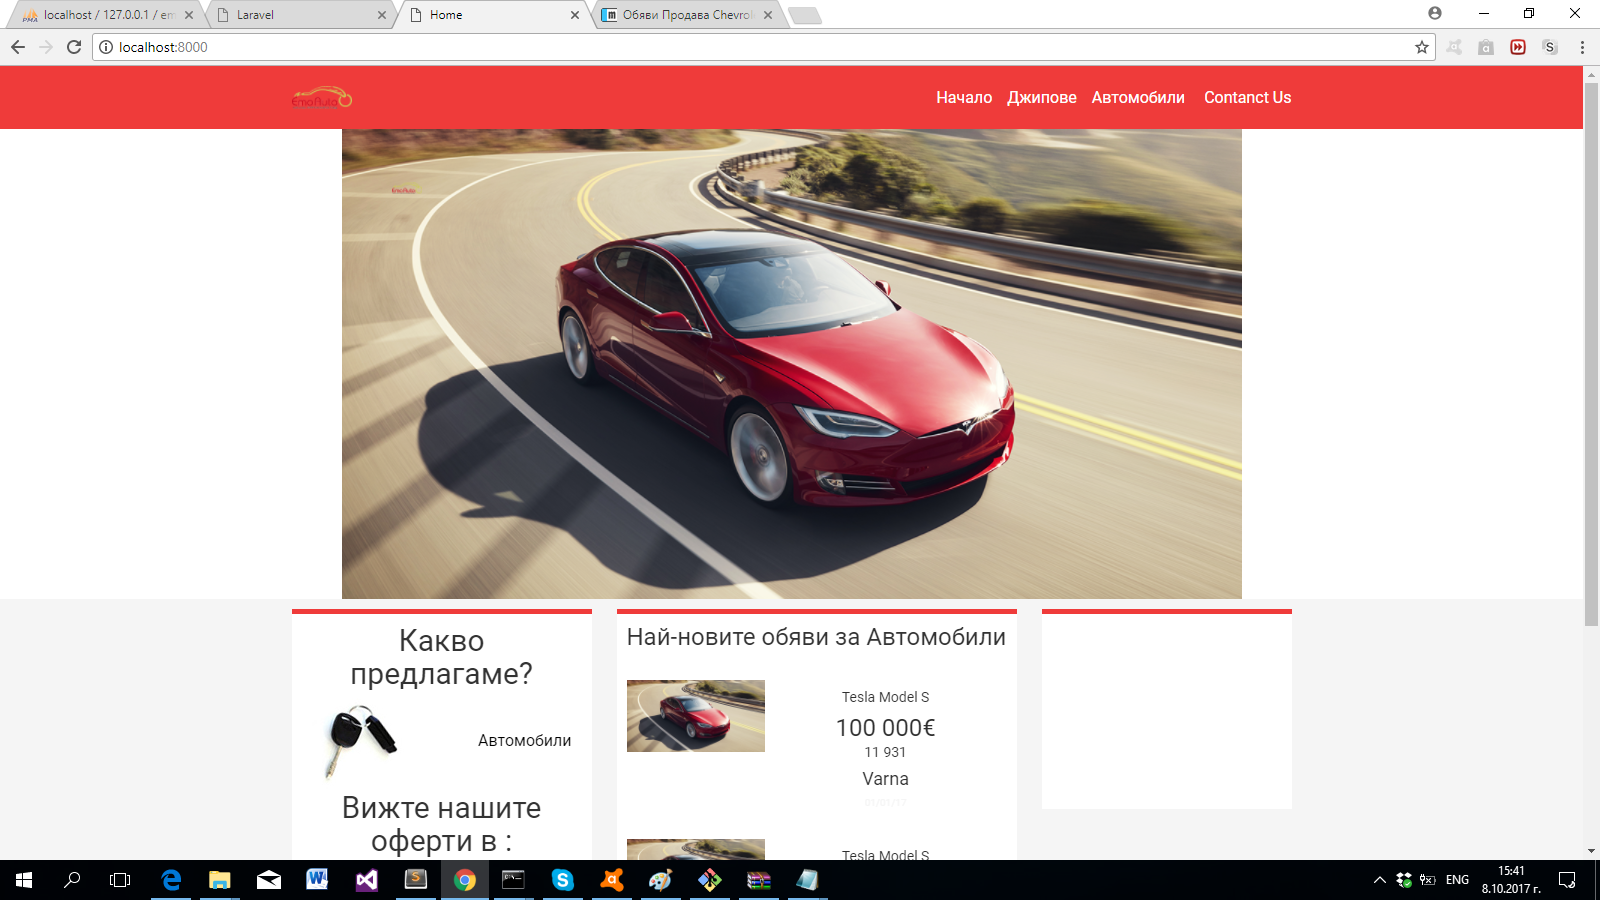 localhost / 127.0.0.1 / em
Laravel
Home
Обяви Продава Chevrol
localhost:8000
EmoAuto
Начало Джипове Автомобили Contanct Us
EmoAuto
Какво
предлагаме?
Автомобили
Вижте нашите
оферти в :
Най-новите обяви за Автомобили
Tesla Model S
100 000€
11 931
Varna
Tesla Model S
ENG
15:41
8.10.2017 г.